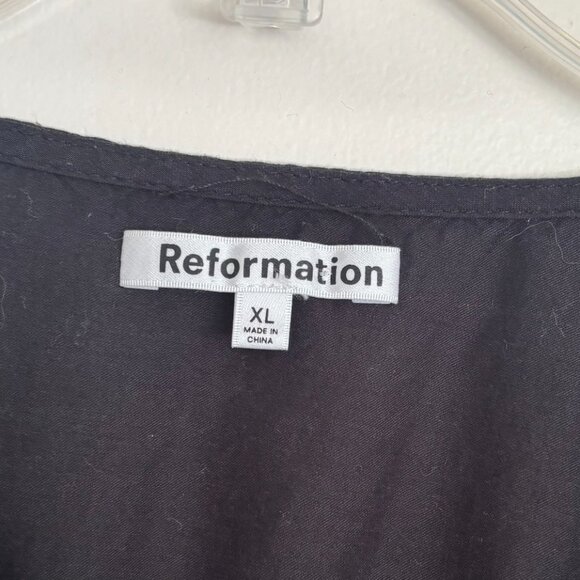 Reformation
XL
MADE IN
CHINA